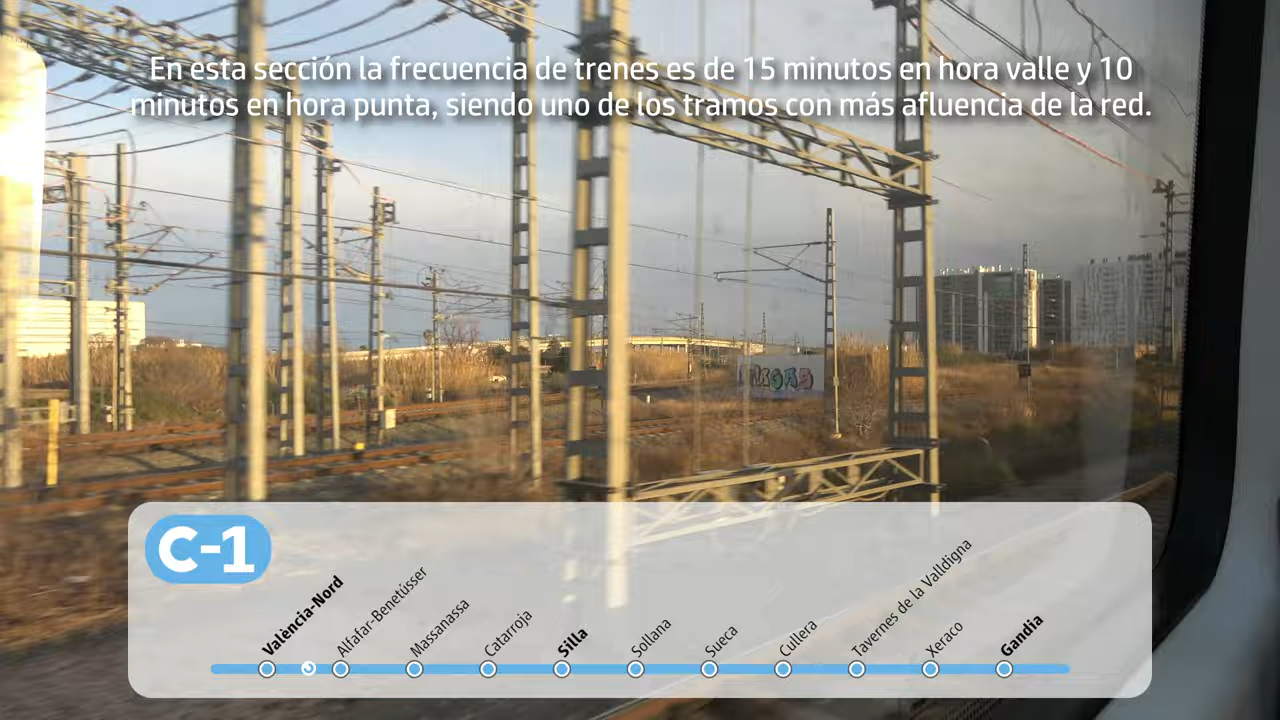 En esta sección la frecuencia de trenes es de 15 minutos en hora valle y 10
minutos en hora punta, siendo uno de los tramos con más afluencia de la red.
C-1
València-Nord
Alfafar-Benetússer
Massanassa
Catarroja
Silla
Sollana
Sueca
Cullera
Tavernes de la Valldigna
Xeraco
Gandia